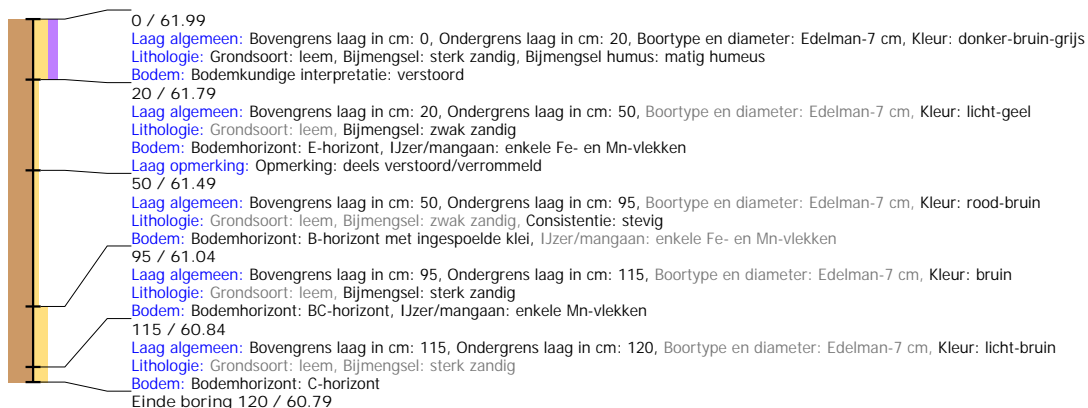 0 / 61.99
Laag algemeen: Bovengrens laag in cm: 0, Ondergrens laag in cm: 20, Boortype en diameter: Edelman-7 cm, Kleur: donker-bruin-grijs
Lithologie: Grondsoort: leem, Bijmengsel: sterk zandig, Bijmengsel humus: matig humeus
Bodem: Bodemkundige interpretatie: verstoord
20 / 61.79
Laag algemeen: Bovengrens laag in cm: 20, Ondergrens laag in cm: 50, Boortype en diameter: Edelman-7 cm, Kleur: licht-geel
Lithologie: Grondsoort: leem, Bijmengsel: zwak zandig
Bodem: Bodemhorizont: E-horizont, IJzer/mangaan: enkele Fe- en Mn-vlekken
Laag opmerking: Opmerking: deels verstoord/verrommeld
50 / 61.49
Laag algemeen: Bovengrens laag in cm: 50, Ondergrens laag in cm: 95, Boortype en diameter: Edelman-7 cm, Kleur: rood-bruin
Lithologie: Grondsoort: leem, Bijmengsel: zwak zandig, Consistentie: stevig
Bodem: Bodemhorizont: B-horizont met ingespoelde klei, IJzer/mangaan: enkele Fe- en Mn-vlekken
95 / 61.04
Laag algemeen: Bovengrens laag in cm: 95, Ondergrens laag in cm: 115, Boortype en diameter: Edelman-7 cm, Kleur: bruin
Lithologie: Grondsoort: leem, Bijmengsel: sterk zandig
Bodem: Bodemhorizont: BC-horizont, IJzer/mangaan: enkele Mn-vlekken
115 / 60.84
Laag algemeen: Bovengrens laag in cm: 115, Ondergrens laag in cm: 120, Boortype en diameter: Edelman-7 cm, Kleur: licht-bruin
Lithologie: Grondsoort: leem, Bijmengsel: sterk zandig
Bodem: Bodemhorizont: C-horizont
Einde boring 120 / 60.79